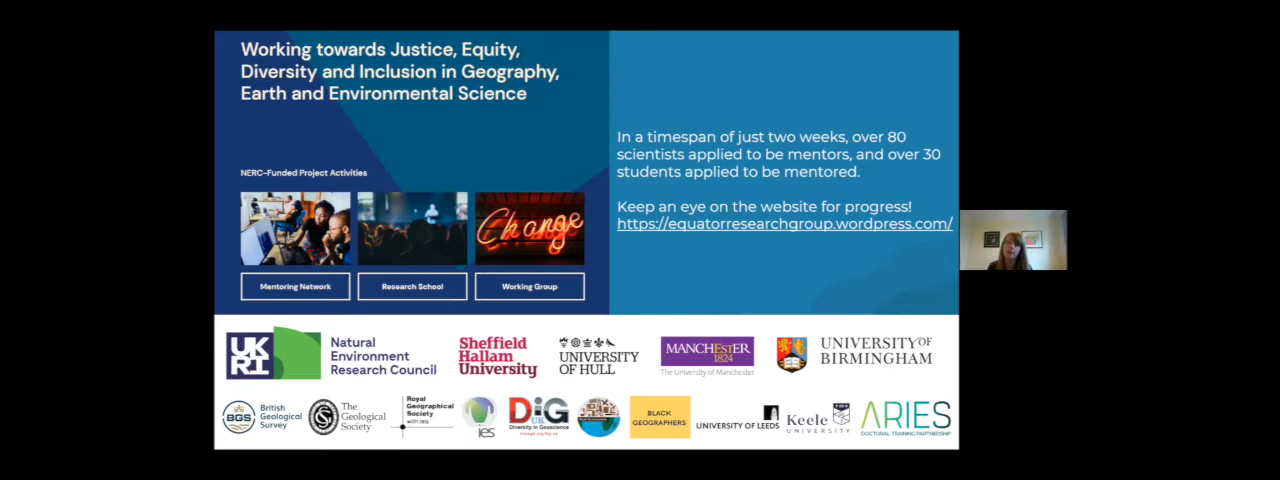 Working towards Justice, Equity,
Diversity and Inclusion in Geography,
Earth and Environmental Science
NERC-Funded Project Activities
Change
Mentoring Network
Research School
Working Group
In a timespan of just two weeks, over 80
scientists applied to be mentors, and over 30
students applied to be mentored.
Keep an eye on the website for progress!
https://equatorresearchgroup.wordpress.com/
UK
RI
Natural
Environment
Research Council
Sheffield
Hallam
University
UNIVERSITY
OF HULL
MANCHESTER
1824
The University of Manchester
UNIVERSITY OF
BIRMINGHAM
BGS
British
Geological
Survey
The
Geological
Society
Royal
Geographical
Society
with IBG
ies
DiG
UK
Diversity in Geoscience
BLACK
GEOGRAPHERS
UNIVERSITY OF LEEDS
Keele
UNIVERSITY
ARIES
DOCTORAL TRAINING PARTNERSHIP